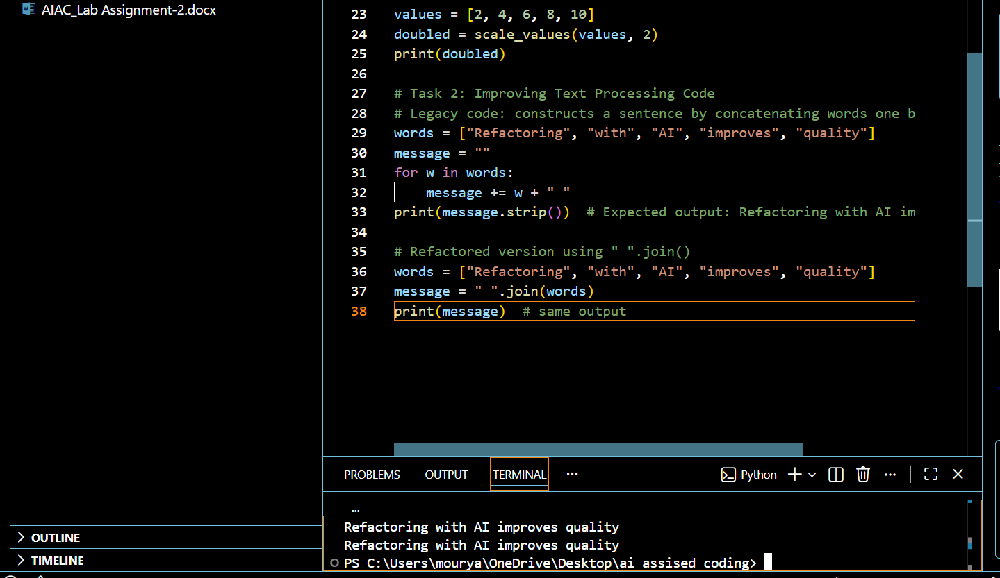 AIAC_Lab Assignment-2.docx
OUTLINE
TIMELINE
23 values = [2, 4, 6, 8, 10]
24 doubled = scale_values(values, 2)
25 print(doubled)
26
27 # Task 2: Improving Text Processing Code
28 # Legacy code: constructs a sentence by concatenating words one b
29 words = ["Refactoring", "with", "AI", "improves", "quality"]
30 message = ""
31 for w in words:
32     message += w + " "
33 print(message.strip())  # Expected output: Refactoring with AI im
34
35 # Refactored version using " ".join()
36 words = ["Refactoring", "with", "AI", "improves", "quality"]
37 message = " ".join(words)
38 print(message)  # same output
PROBLEMS OUTPUT TERMINAL ... Python ...
...
Refactoring with AI improves quality
Refactoring with AI improves quality
PS C:\Users\mourya\OneDrive\Desktop\ai assised coding>